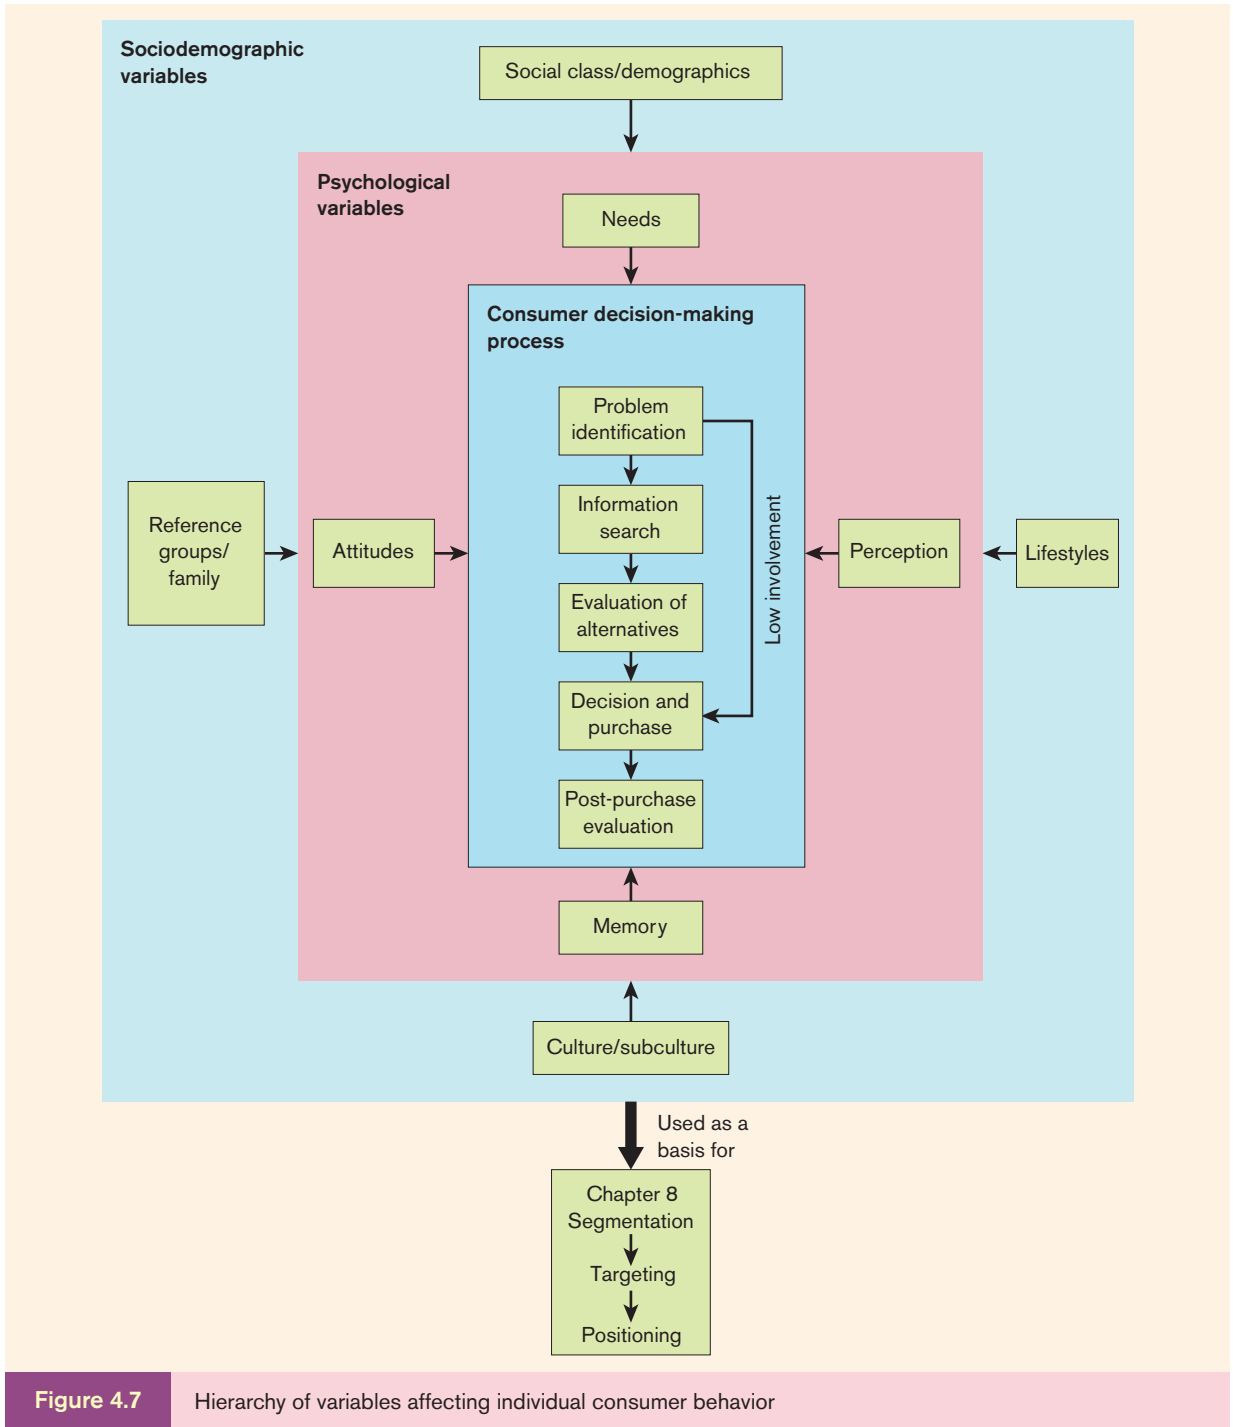 Sociodemographic
variables
Social class/demographics
Psychological
variables
Needs
Consumer decision-making
process
Problem
identification
Information
search
Evaluation of
alternatives
Decision and
purchase
Post-purchase
evaluation
Low involvement
Reference
groups/
family
Attitudes
Perception
Lifestyles
Memory
Culture/subculture
Used as a
basis for
Chapter 8
Segmentation
Targeting
Positioning
Figure 4.7
Hierarchy of variables affecting individual consumer behavior